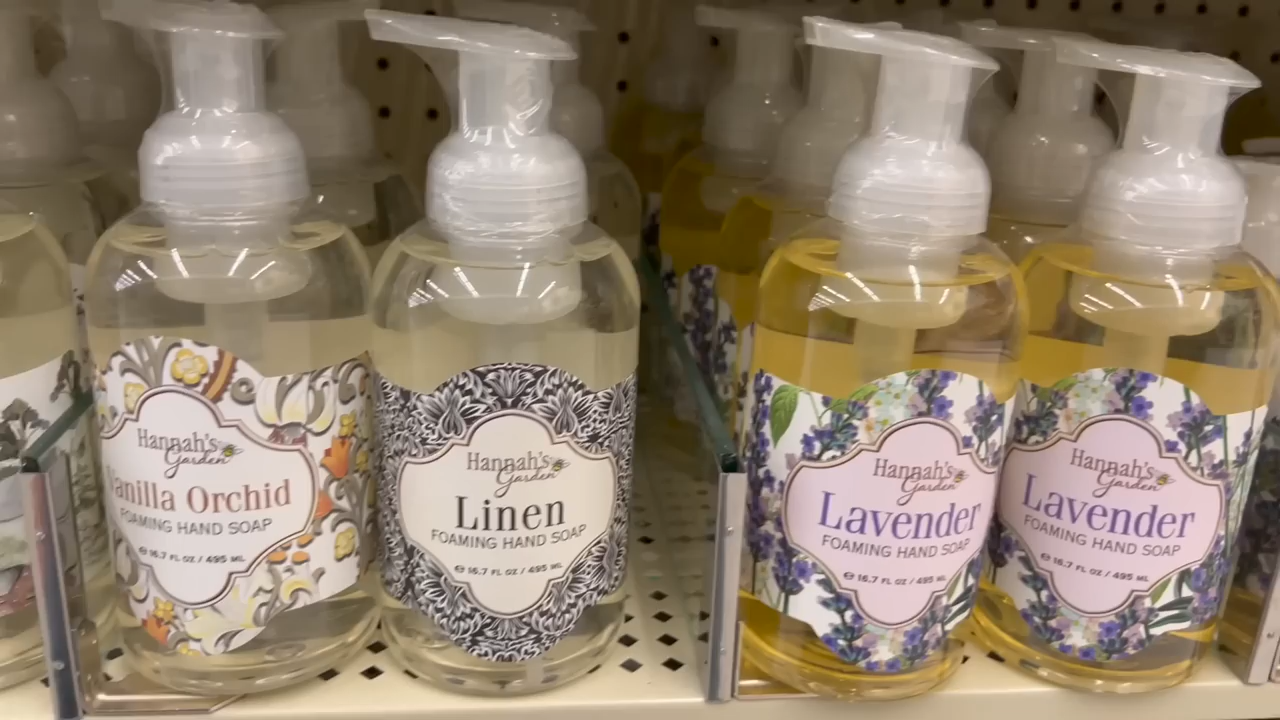 Hannah's
Garden
Vanilla Orchid
FOAMING HAND SOAP
℮ 16.7 FL OZ / 495 ML
Hannah's
Garden
Linen
FOAMING HAND SOAP
℮ 16.7 FL OZ / 495 ML
Hannah's
Garden
Lavender
FOAMING HAND SOAP
℮ 16.7 FL OZ / 495 ML
Hannah's
Garden
Lavender
FOAMING HAND SOAP
℮ 16.7 FL OZ / 495 ML